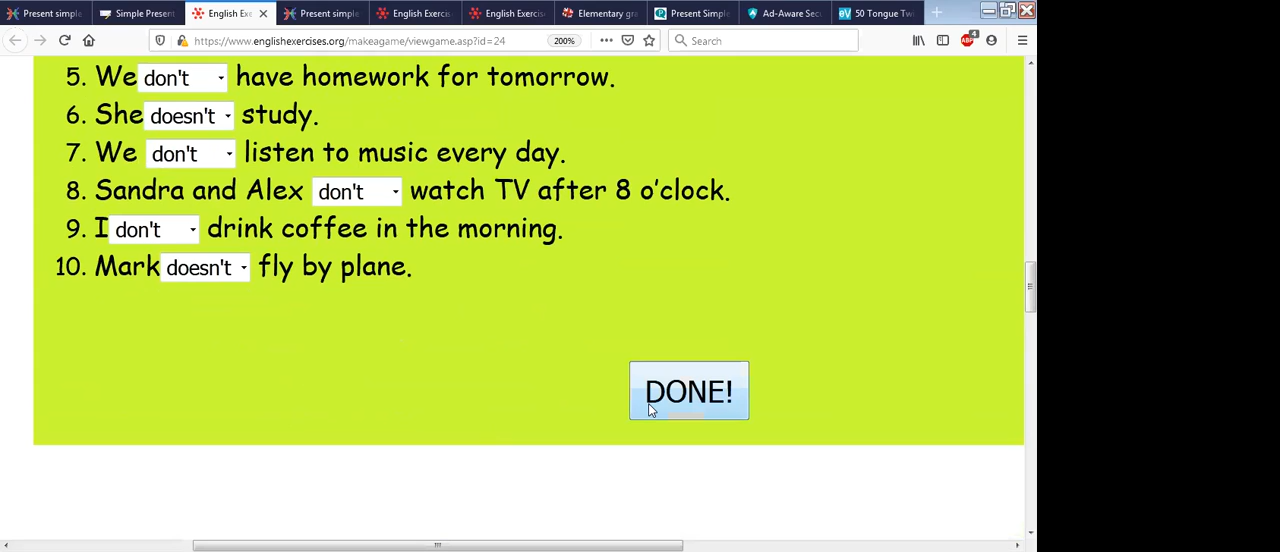 Present simple
Simple Present
English Exe
Present simple
English Exercis
English Exercis
Elementary gra
Present Simple
Ad-Aware Sec
50 Tongue Twi
https://www.englishexercises.org/makeagame/viewgame.asp?id=24
200%
Search
4
5. We don't have homework for tomorrow.
6. She doesn't study.
7. We don't listen to music every day.
8. Sandra and Alex don't watch TV after 8 o'clock.
9. I don't drink coffee in the morning.
10. Mark doesn't fly by plane.
DONE!